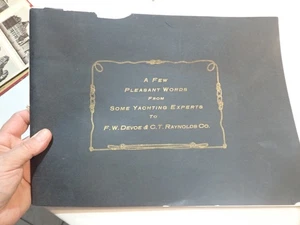 A FEW
PLEASANT WORDS
FROM
SOME YACHTING EXPERTS
TO
F. W. DEVOE & C. T. RAYNOLDS CO.